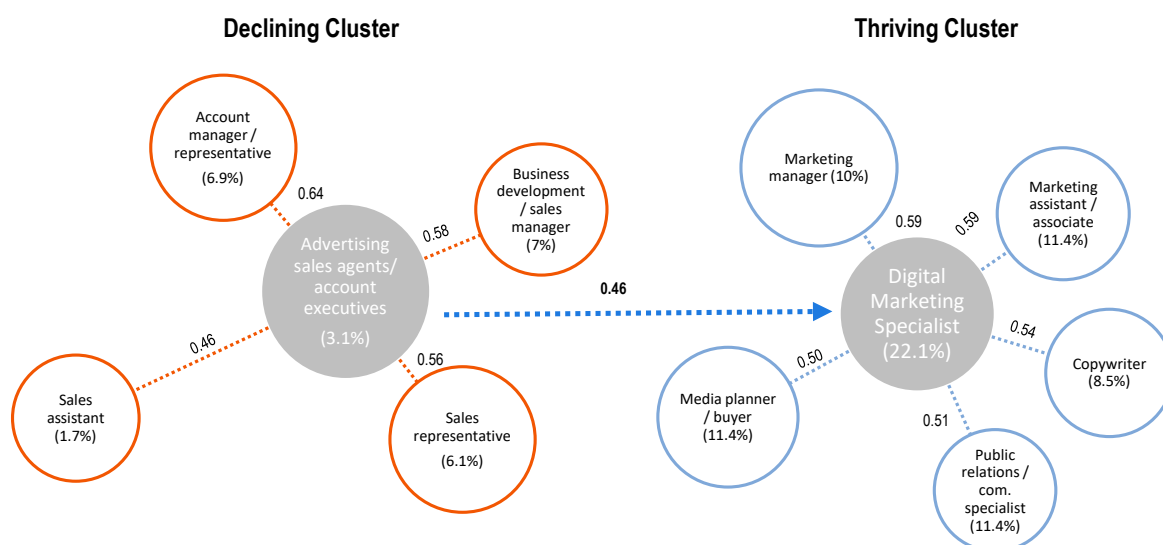 Declining Cluster
Thriving Cluster
Account
manager /
representative
(6.9%)
0.64
Business
development
/ sales
manager
(7%)
0.58
Advertising
sales agents/
account
executives
(3.1%)
0.46
Sales
assistant
(1.7%)
0.56
Sales
representative
(6.1%)
0.46
Marketing
manager (10%)
0.59
Marketing
assistant /
associate
(11.4%)
0.59
Digital
Marketing
Specialist
(22.1%)
0.54
Copywriter
(8.5%)
0.50
Media planner
/ buyer
(11.4%)
0.51
Public
relations /
com.
specialist
(11.4%)